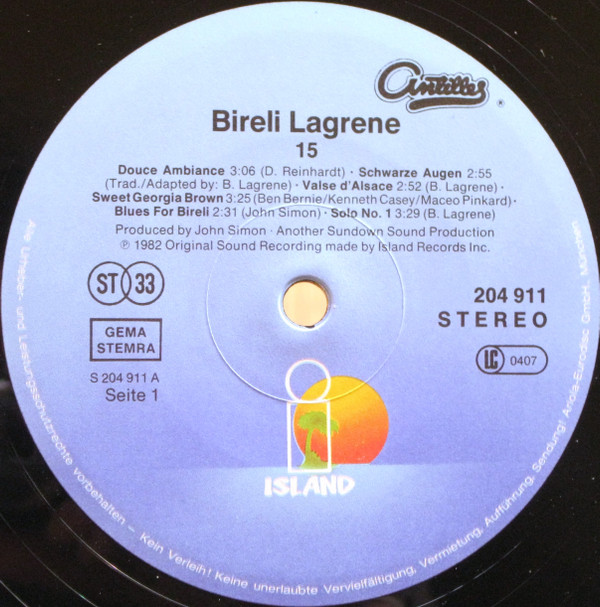 Antilles
Bireli Lagrene
15
Douce Ambiance 3:06 (D. Reinhardt) · Schwarze Augen 2:55
(Trad./Adapted by: B. Lagrene) · Valse d'Alsace 2:52 (B. Lagrene) ·
Sweet Georgia Brown 3:25 (Ben Bernie/Kenneth Casey/Maceo Pinkard) ·
Blues For Bireli 2:31 (John Simon) · Solo No. 1 3:29 (B. Lagrene)
Produced by John Simon · Another Sundown Sound Production
℗ 1982 Original Sound Recording made by Island Records Inc.
ST 33
GEMA
STEMRA
S 204 911 A
Seite 1
204 911
STEREO
LC 0407
ISLAND
Alle Urheber- und Leistungsschutzrechte vorbehalten – Kein Verleih! Keine unerlaubte Vervielfältigung, Vermietung, Aufführung, Sendung! Ariola-Eurodisc GmbH, München